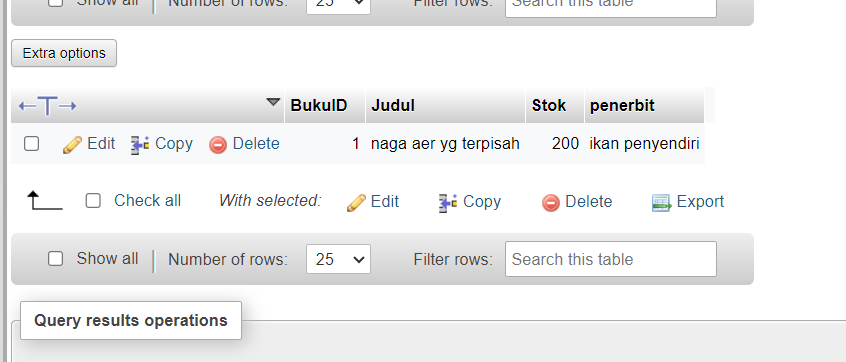 Show all Number of rows: 25 Filter rows: Search this table
Extra options
BukuID Judul Stok penerbit
Edit Copy Delete 1 naga aer yg terpisah 200 ikan penyendiri
Check all With selected: Edit Copy Delete Export
Show all Number of rows: 25 Filter rows: Search this table
Query results operations